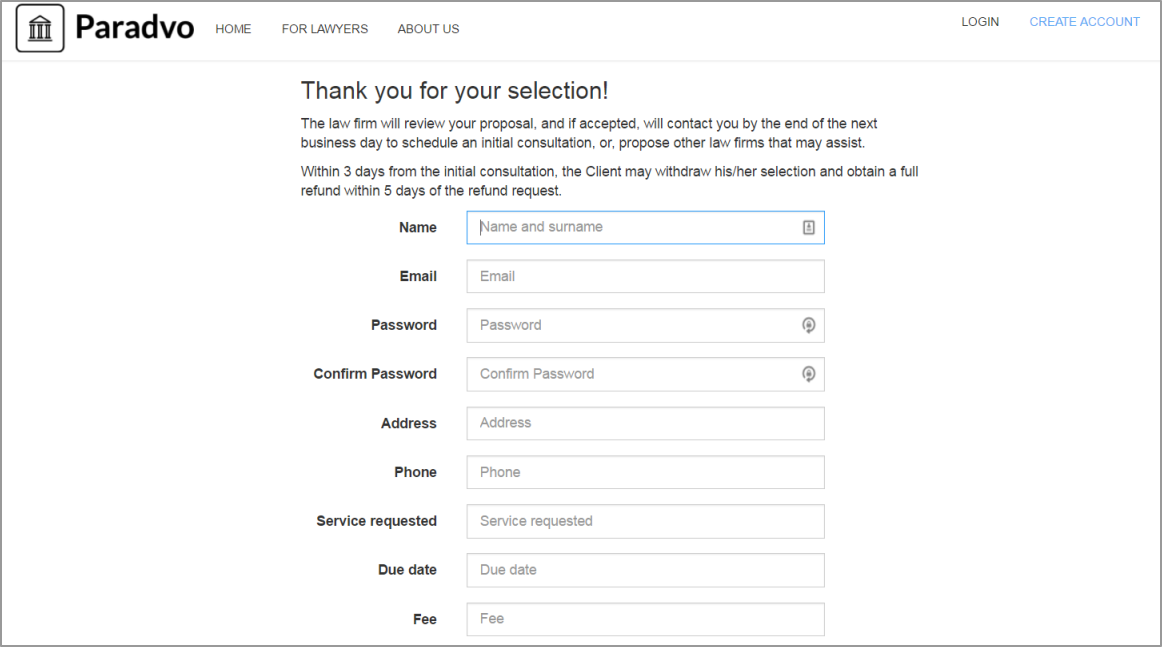 Paradvo HOME FOR LAWYERS ABOUT US LOGIN CREATE ACCOUNT
Thank you for your selection!
The law firm will review your proposal, and if accepted, will contact you by the end of the next
business day to schedule an initial consultation, or, propose other law firms that may assist.
Within 3 days from the initial consultation, the Client may withdraw his/her selection and obtain a full
refund within 5 days of the refund request.
Name Name and surname
Email Email
Password Password
Confirm Password Confirm Password
Address Address
Phone Phone
Service requested Service requested
Due date Due date
Fee Fee